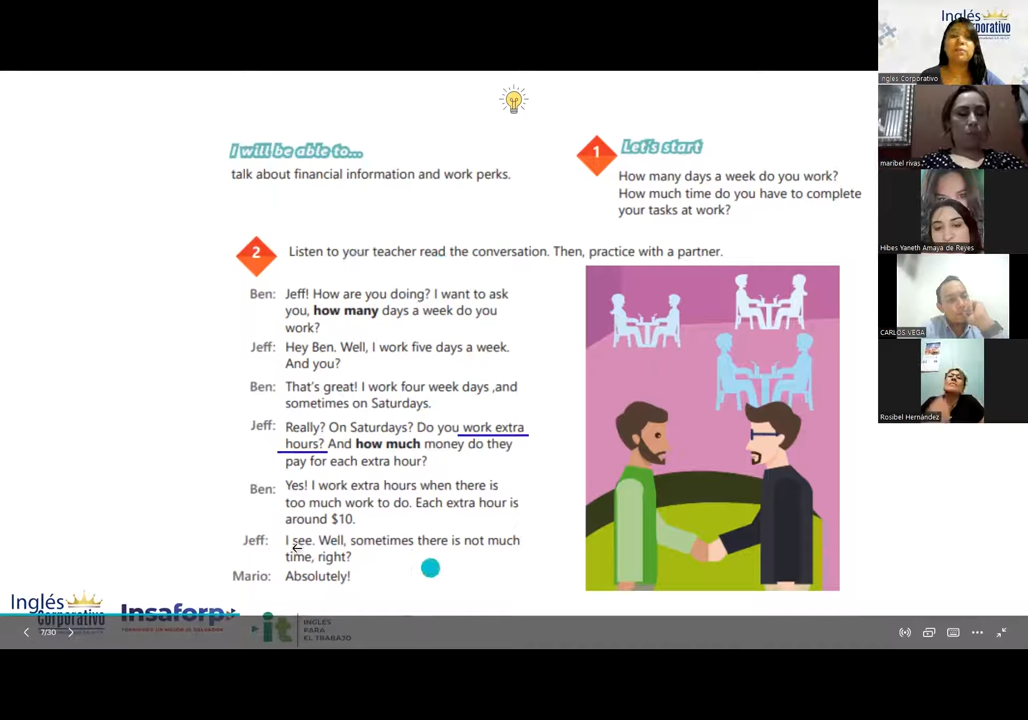 I will be able to...
talk about financial information and work perks.
1
Let's start
How many days a week do you work?
How much time do you have to complete
your tasks at work?
2
Listen to your teacher read the conversation. Then, practice with a partner.
Ben: Jeff! How are you doing? I want to ask
you, how many days a week do you
work?
Jeff: Hey Ben. Well, I work five days a week.
And you?
Ben: That's great! I work four week days ,and
sometimes on Saturdays.
Jeff: Really? On Saturdays? Do you work extra
hours? And how much money do they
pay for each extra hour?
Ben: Yes! I work extra hours when there is
too much work to do. Each extra hour is
around $10.
Jeff: I see. Well, sometimes there is not much
time, right?
Mario: Absolutely!
Inglés
Corporativo
Insaforp
it
INGLÉS
PARA
EL TRABAJO
7/30
Inglés
Corporativo
Inglés Corporativo
maribel rivas
Hibes Yaneth Amaya de Reyes
CARLOS VEGA
Rosibel Hernández